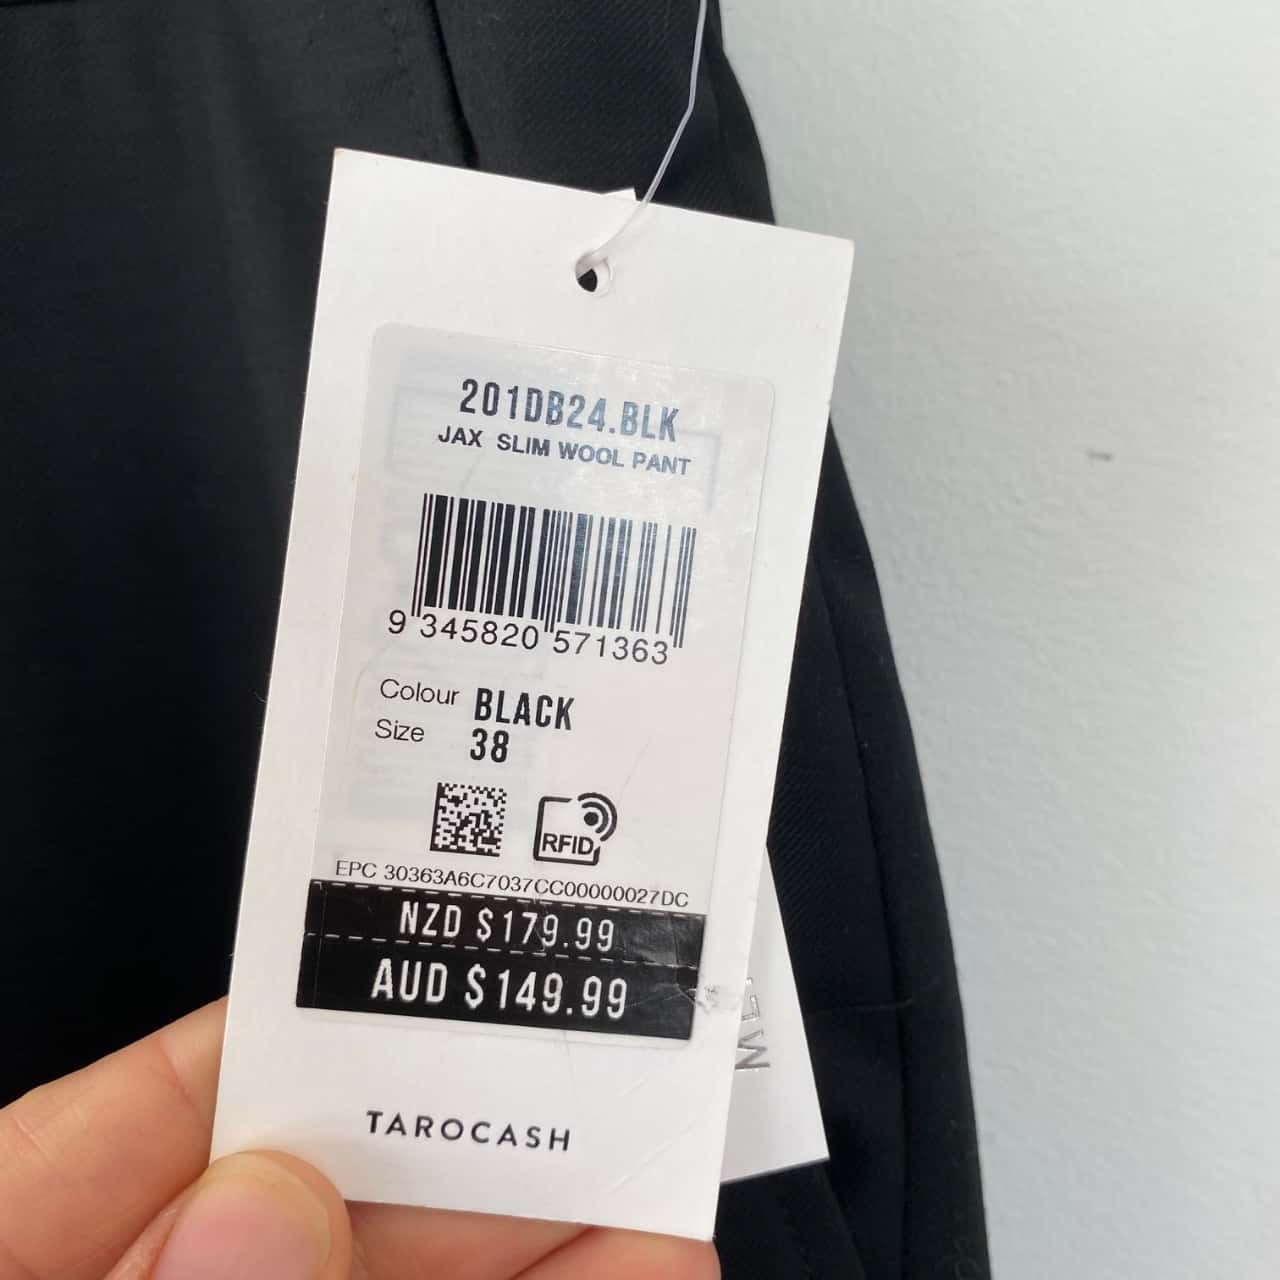 201DB24.BLK
JAX SLIM WOOL PANT
9 345820 571363
Colour BLACK
Size 38
RFID
EPC 30363A6C7037CC00000027DC
NZD $179.99
AUD $149.99
TAROCASH